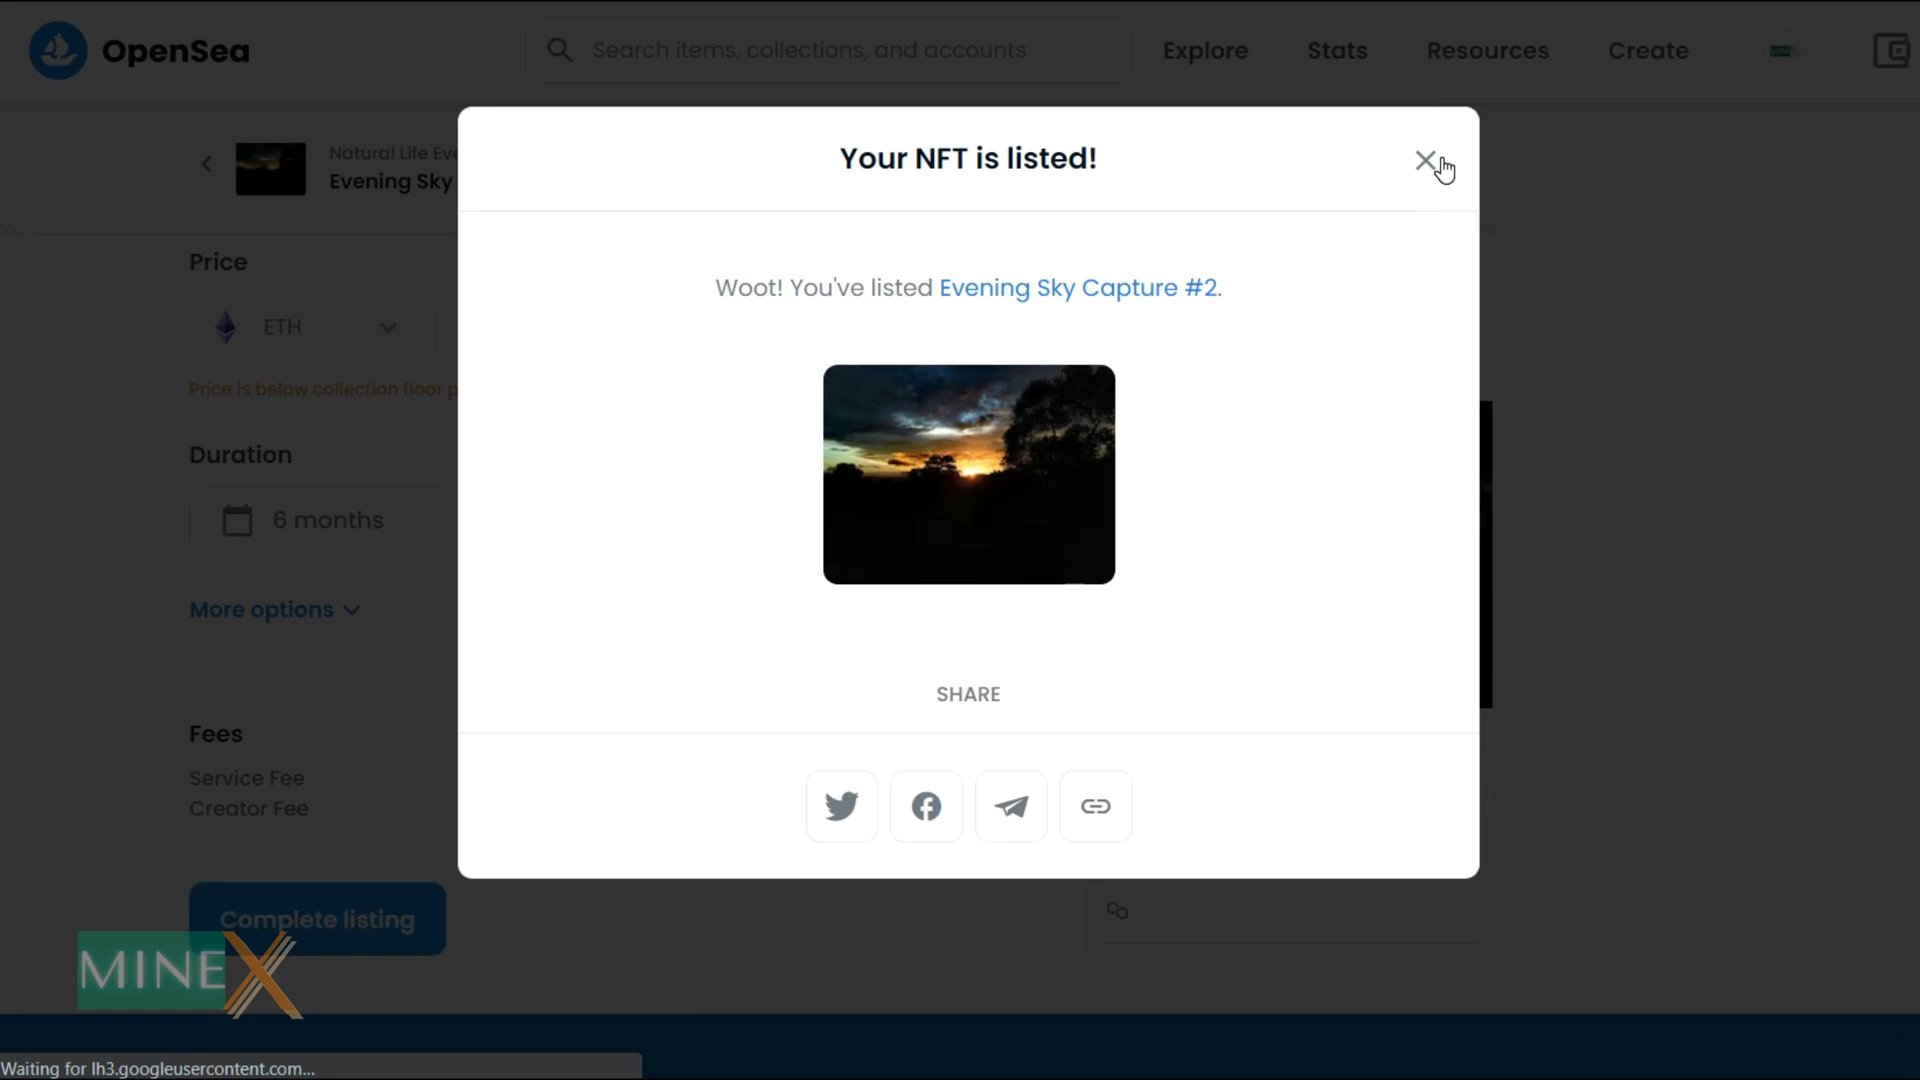 OpenSea
Search items, collections, and accounts
Explore
Stats
Resources
Create
Natural Life Eve
Evening Sky
Your NFT is listed!
Price
ETH
Price is below collection floor p
Woot! You've listed Evening Sky Capture #2.
Duration
6 months
More options
SHARE
Fees
Service Fee
Creator Fee
Complete listing
MINEX
Waiting for lh3.googleusercontent.com...